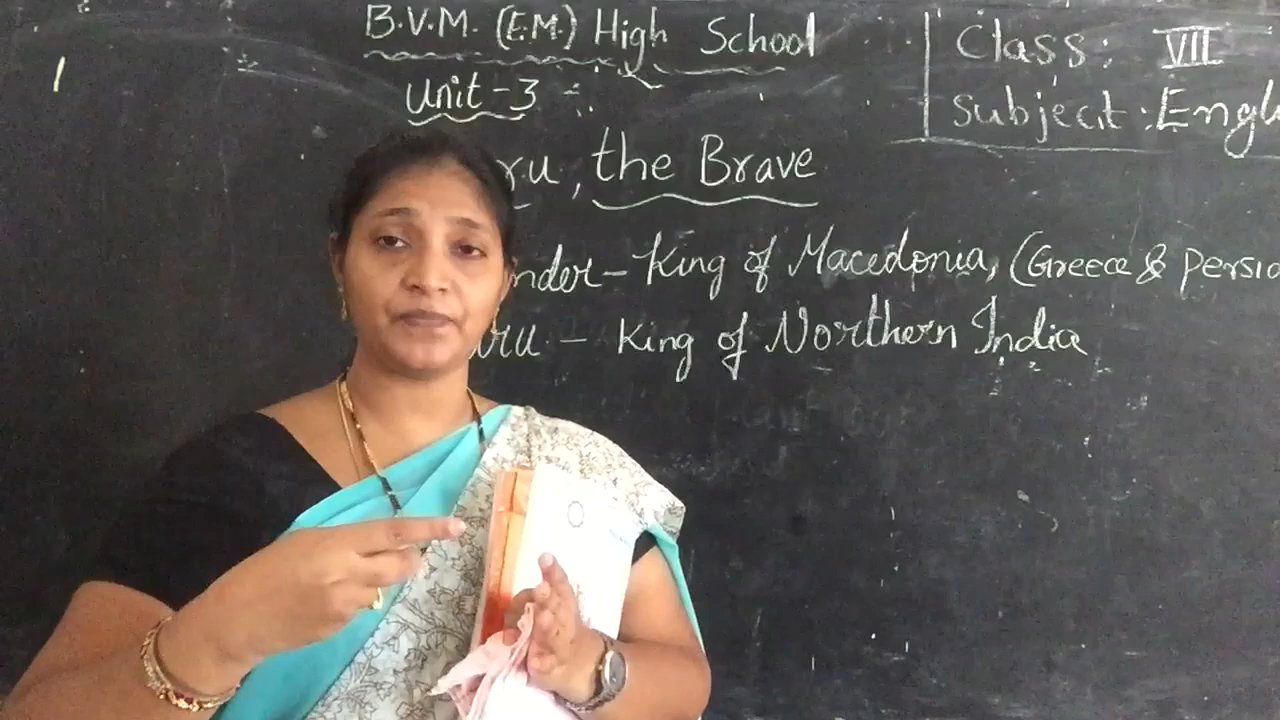 B.V.M. (E.M.) High School
Unit-3 :
ru, the Brave
nder - King of Macedonia, (Greece & Persia
uru - King of Northern India
Class: VII
Subject: Engl